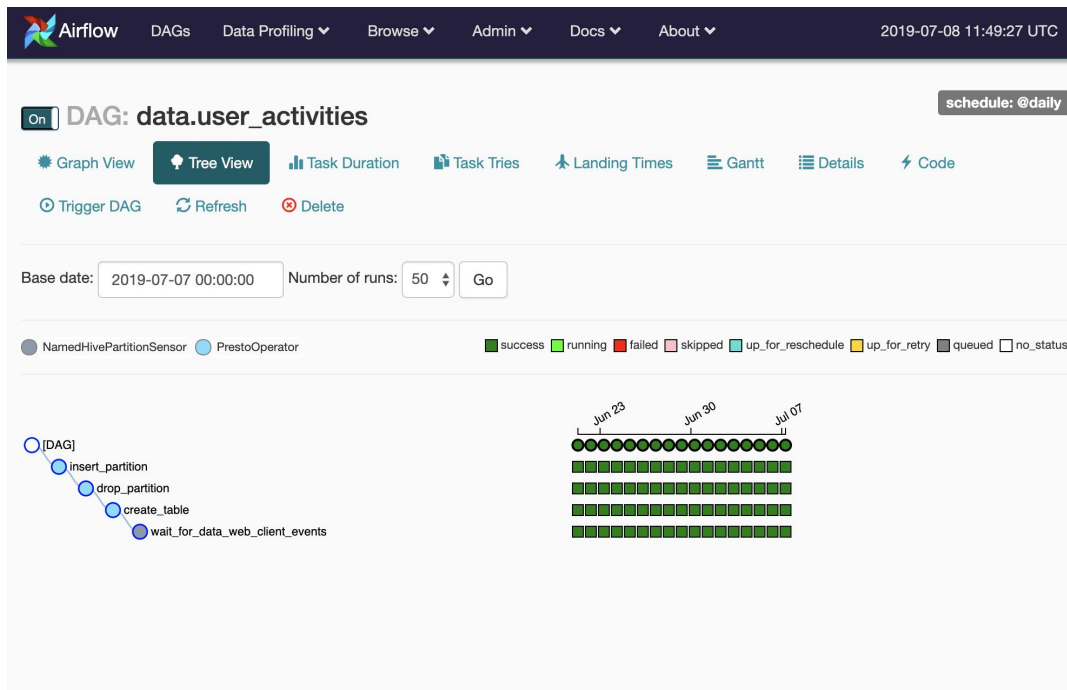 Airflow DAGs Data Profiling Browse Admin Docs About 2019-07-08 11:49:27 UTC
schedule: @daily
On DAG: data.user_activities
Graph View Tree View Task Duration Task Tries Landing Times Gantt Details Code
Trigger DAG Refresh Delete
Base date: 2019-07-07 00:00:00 Number of runs: 50 Go
NamedHivePartitionSensor PrestoOperator success running failed skipped up_for_reschedule up_for_retry queued no_status
Jun 23 Jun 30 Jul 07
[DAG]
insert_partition
drop_partition
create_table
wait_for_data_web_client_events